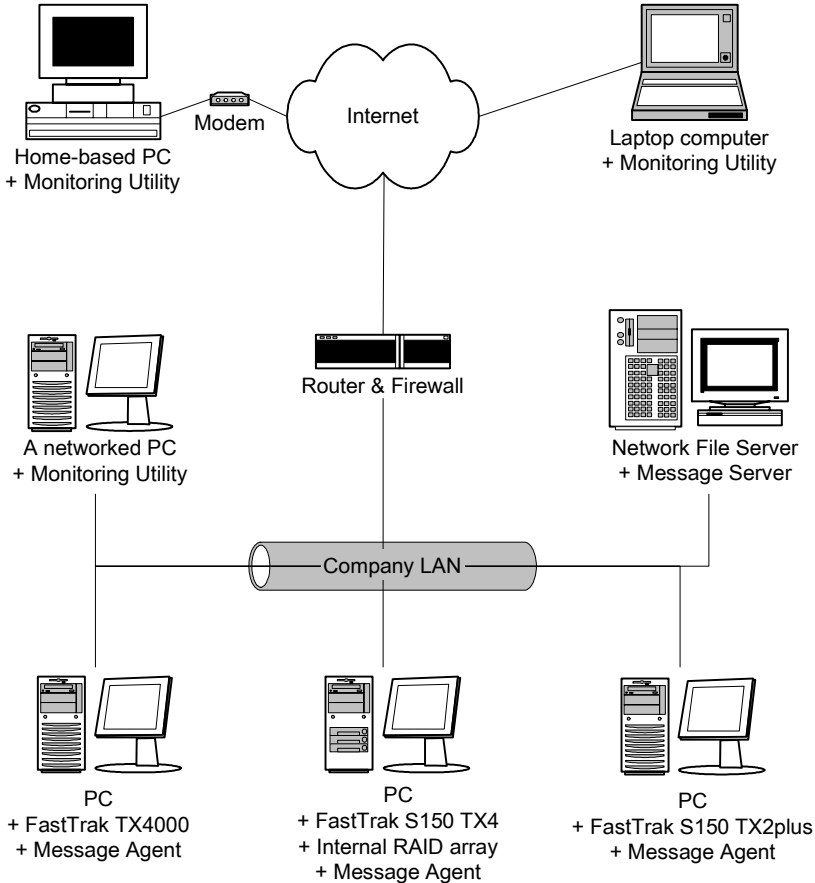 Internet
Modem
Home-based PC
+ Monitoring Utility
Laptop computer
+ Monitoring Utility
Router & Firewall
A networked PC
+ Monitoring Utility
Network File Server
+ Message Server
Company LAN
PC
+ FastTrak TX4000
+ Message Agent
PC
+ FastTrak S150 TX4
+ Internal RAID array
+ Message Agent
PC
+ FastTrak S150 TX2plus
+ Message Agent